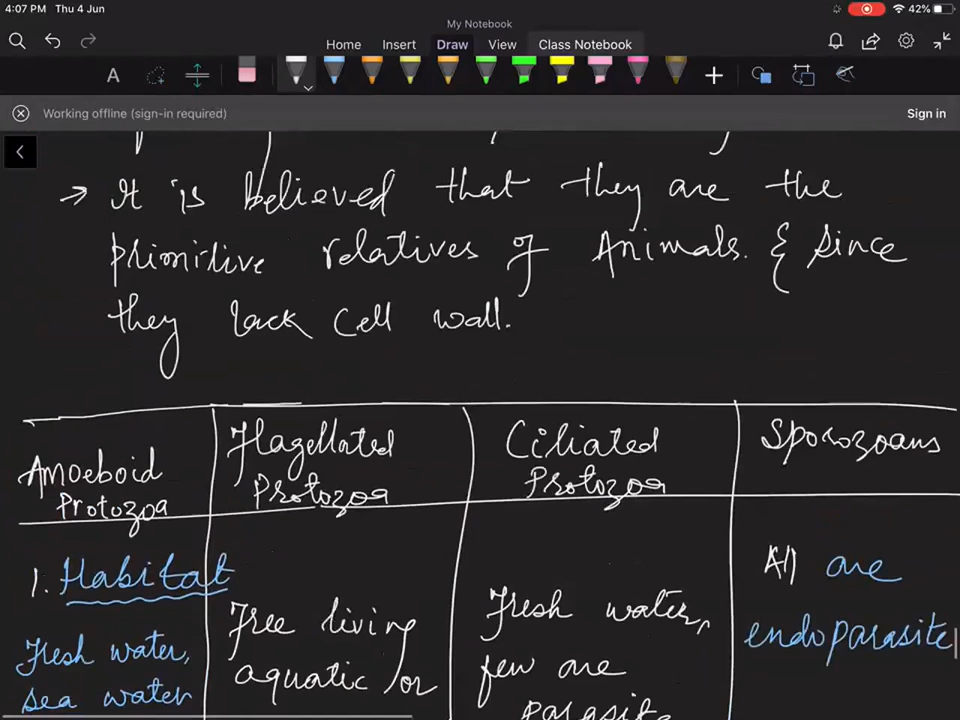 4:07 PM Thu 4 Jun
42%
My Notebook
Home Insert Draw View Class Notebook
A
Working offline (sign-in required)
Sign in
→ It is believed that they are the
primitive relatives of Animals. { Since
they lack Cell wall.
Amoeboid Protozoa
Flagellated Protozoa
Ciliated Protozoa
Sporozoans
1. Habitat
Fresh water,
sea water
Free living
aquatic or
Fresh water,
few are
parasite
All are
endoparasite